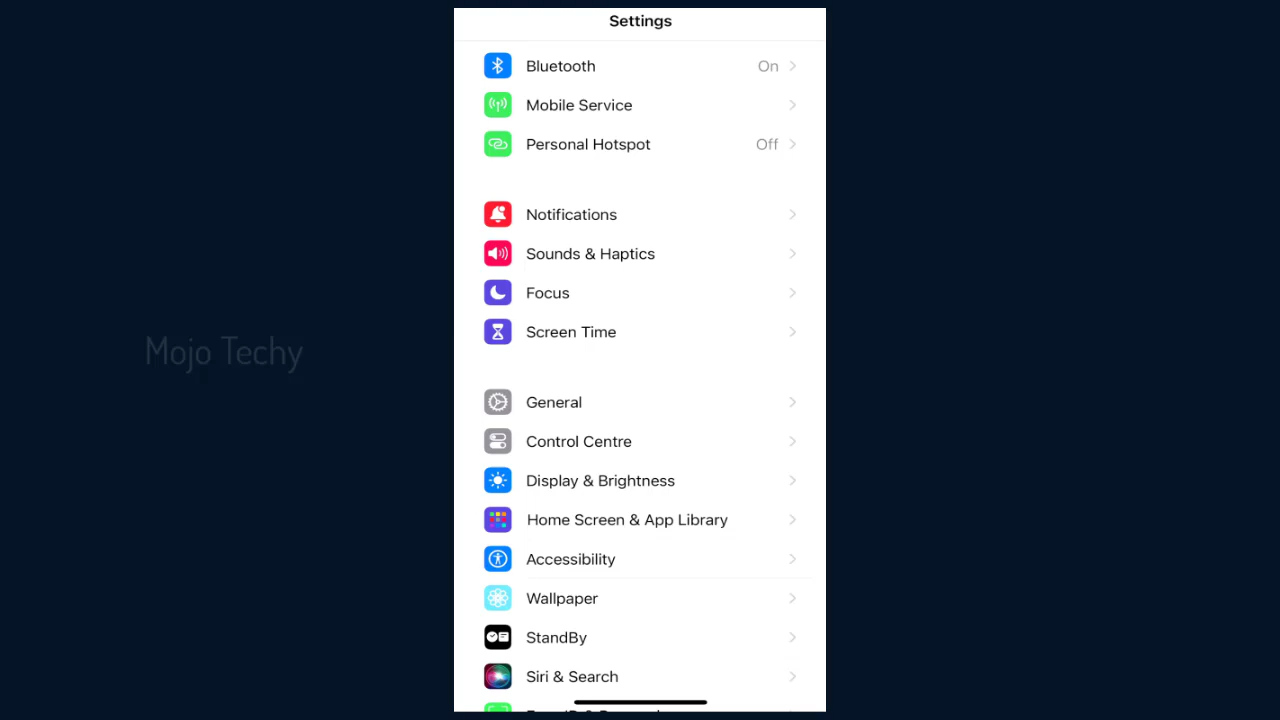 Settings
Bluetooth On
Mobile Service
Personal Hotspot Off
Notifications
Sounds & Haptics
Focus
Screen Time
Mojo Techy
General
Control Centre
Display & Brightness
Home Screen & App Library
Accessibility
Wallpaper
StandBy
Siri & Search